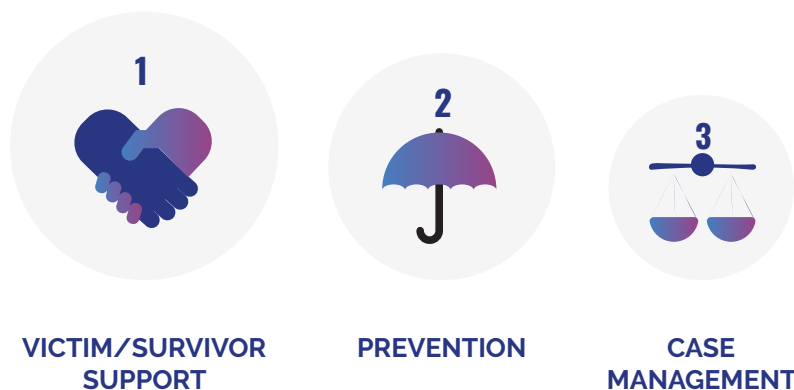 1
2
3
VICTIM/SURVIVOR
SUPPORT
PREVENTION
CASE
MANAGEMENT